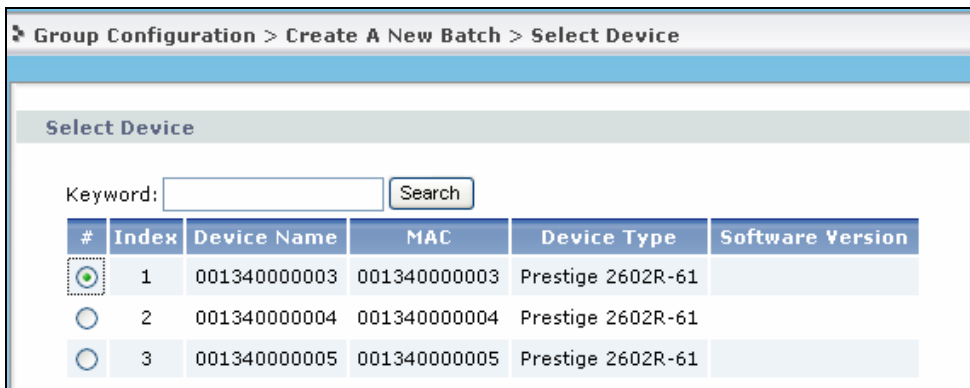 Group Configuration > Create A New Batch > Select Device
Select Device
Keyword: Search
# Index Device Name MAC Device Type Software Version
1 001340000003 001340000003 Prestige 2602R-61
2 001340000004 001340000004 Prestige 2602R-61
3 001340000005 001340000005 Prestige 2602R-61